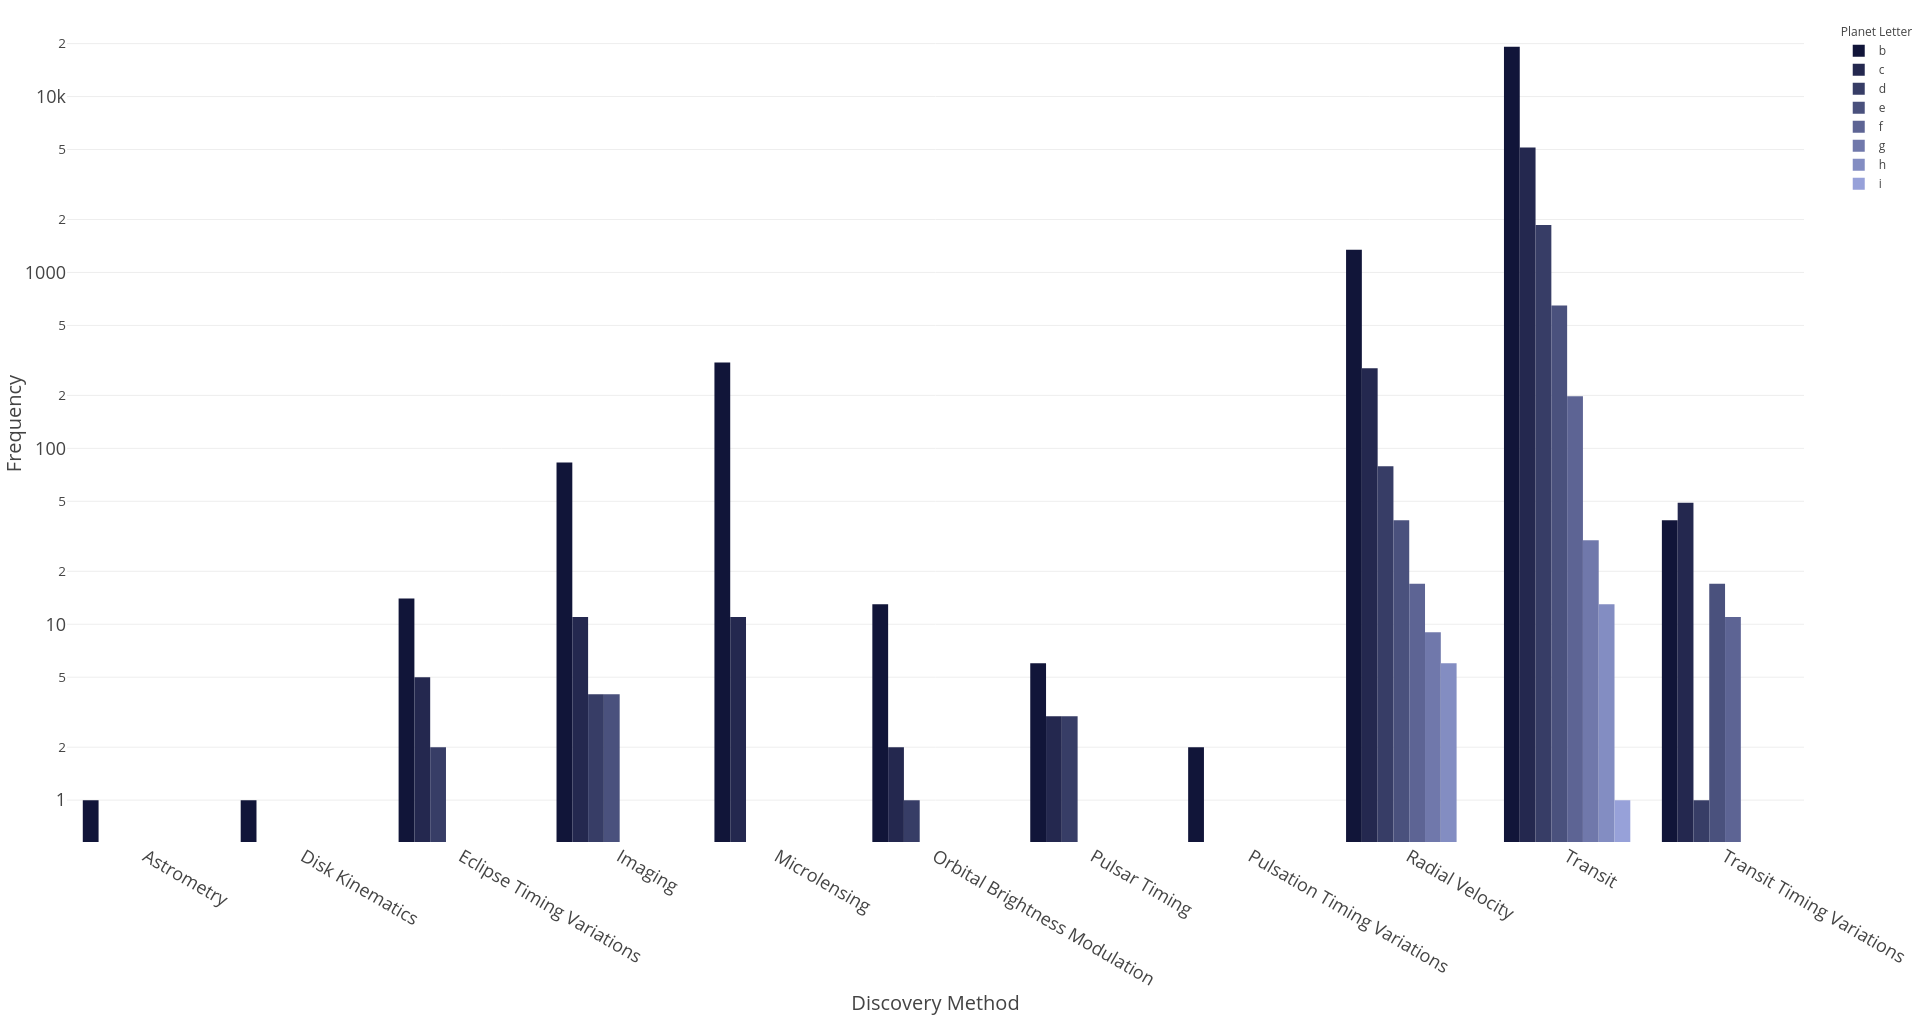 Planet Letter
b
c
d
e
f
g
h
i
2
10k
5
2
1000
5
2
100
5
2
10
5
2
1
Frequency
Astrometry
Disk Kinematics
Eclipse Timing Variations
Imaging
Microlensing
Orbital Brightness Modulation
Pulsar Timing
Pulsation Timing Variations
Radial Velocity
Transit
Transit Timing Variations
Discovery Method